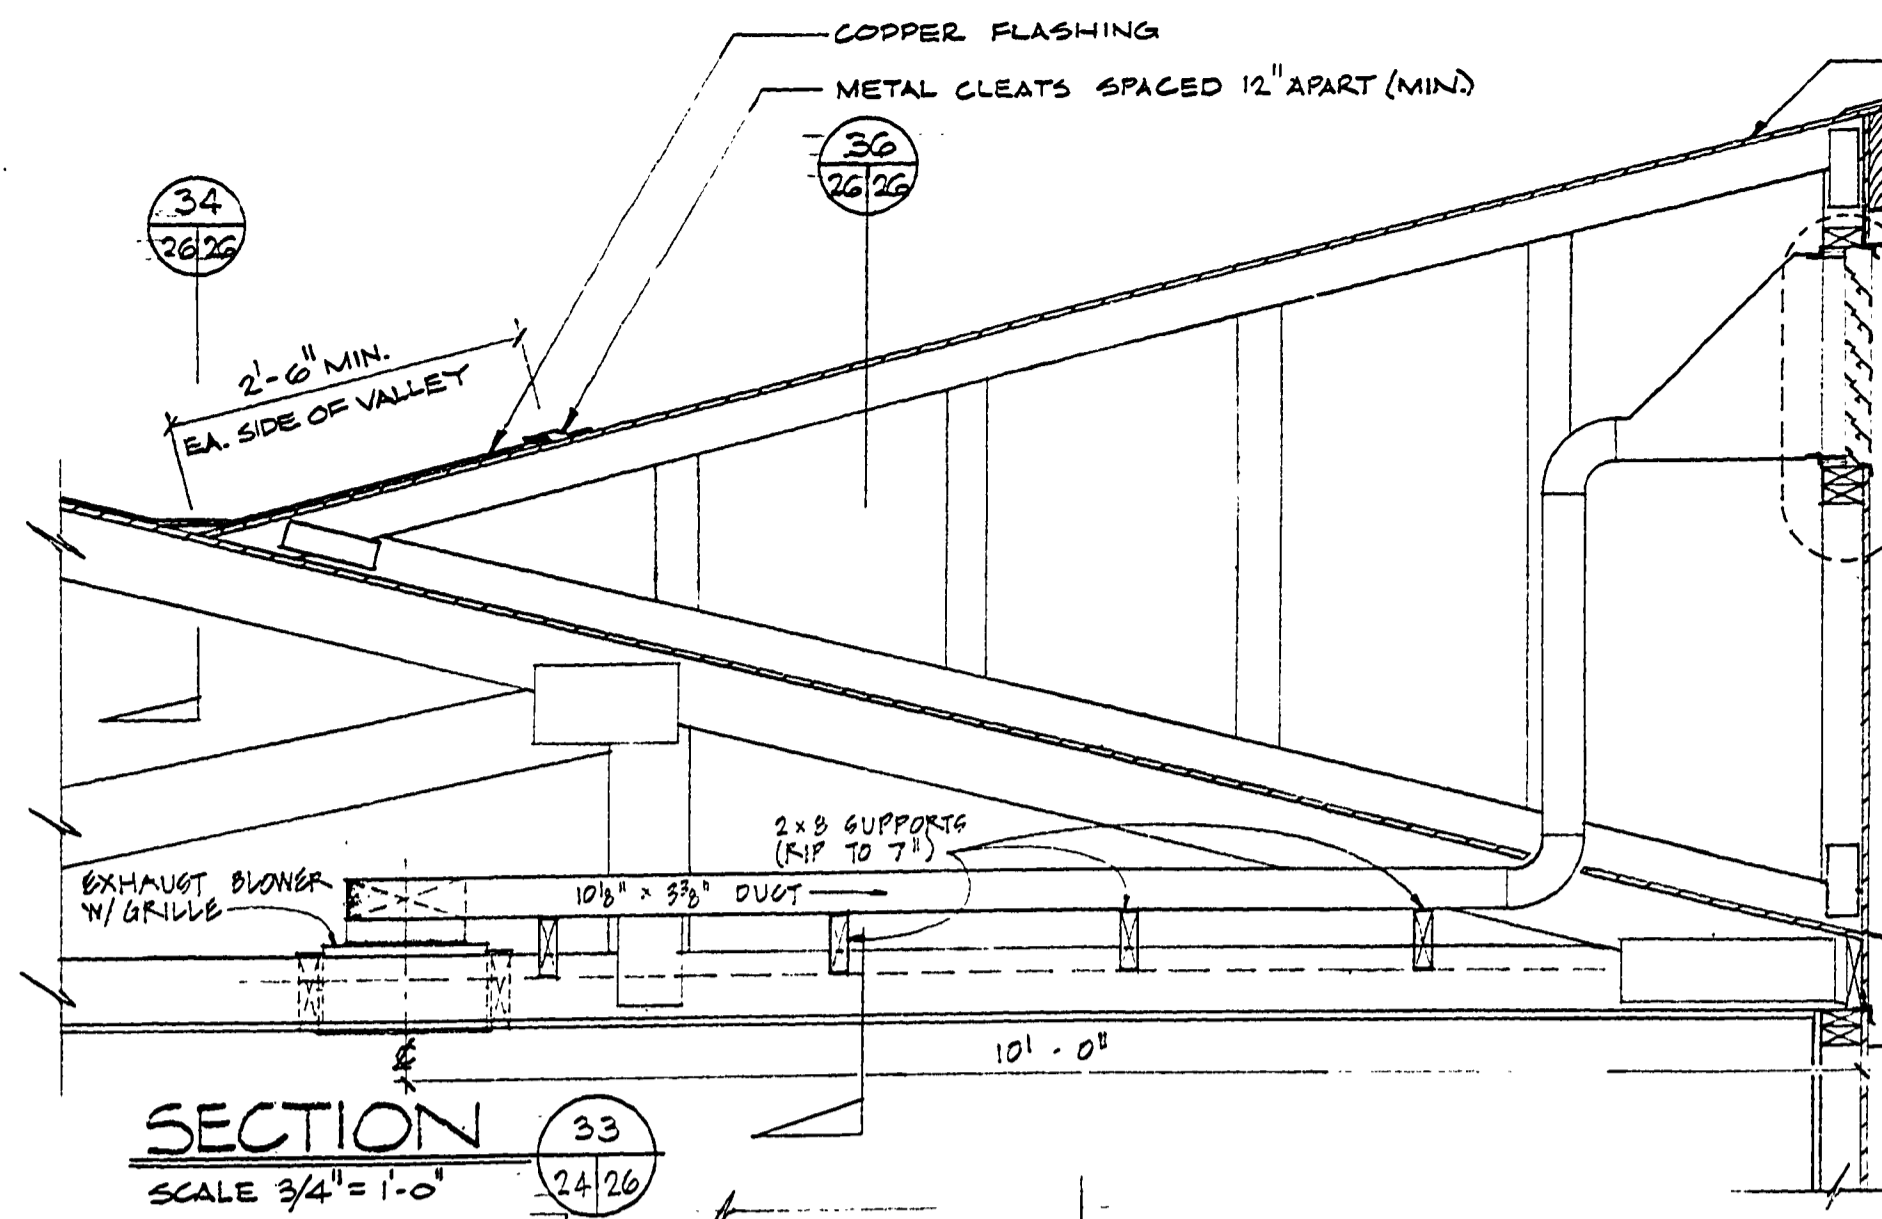 COPPER FLASHING
METAL CLEATS SPACED 12" APART (MIN.)
36
26 26
34
26 26
2'-6" MIN.
EA. SIDE OF VALLEY
2x8 SUPPORTS
(RIP TO 7")
EXHAUST BLOWER
W/ GRILLE
10⅛" x 3⅜" DUCT
10' - 0"
℄
SECTION
33
24 26
SCALE 3/4" = 1'-0"